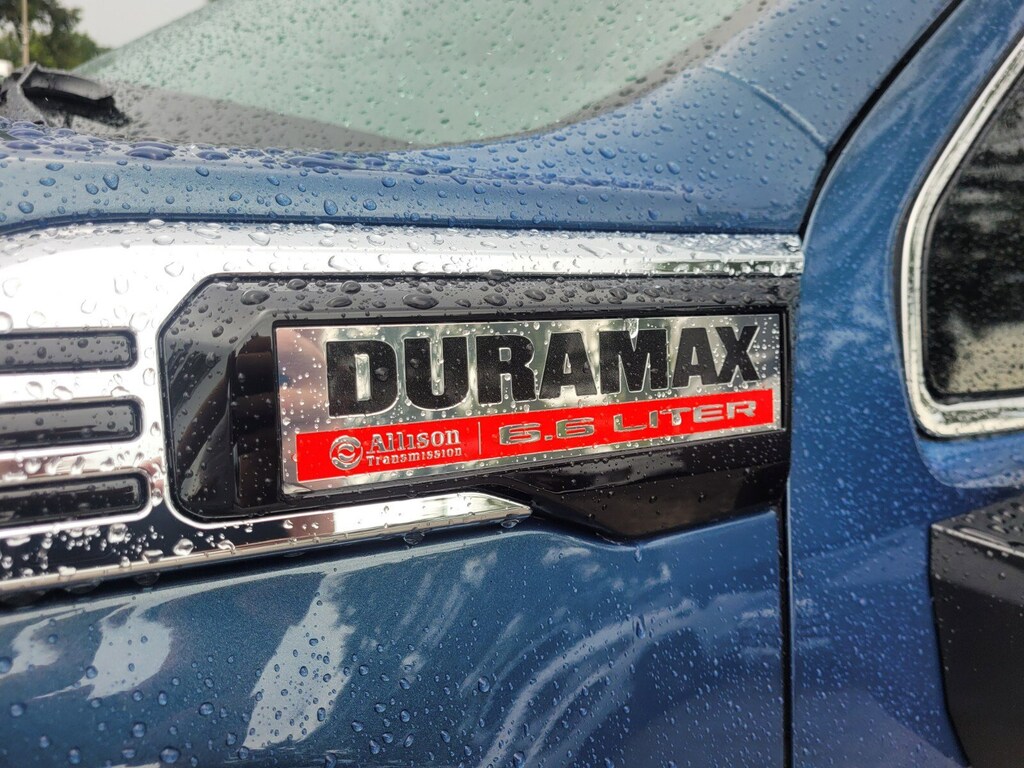 DURAMAX
Allison 6.6 LITER
Transmission